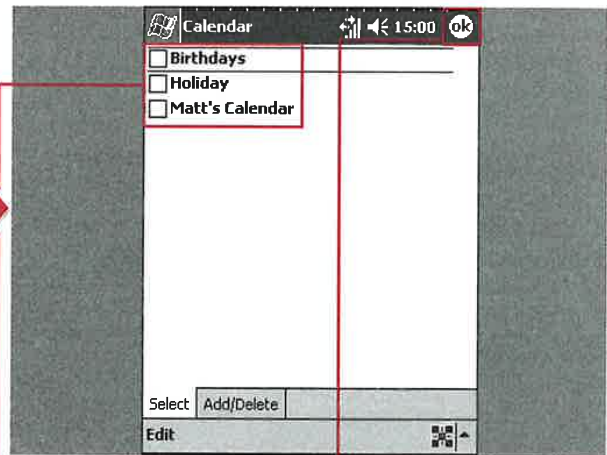 Calendar 15:00 ok
Birthdays
Holiday
Matt's Calendar
Select Add/Delete
Edit